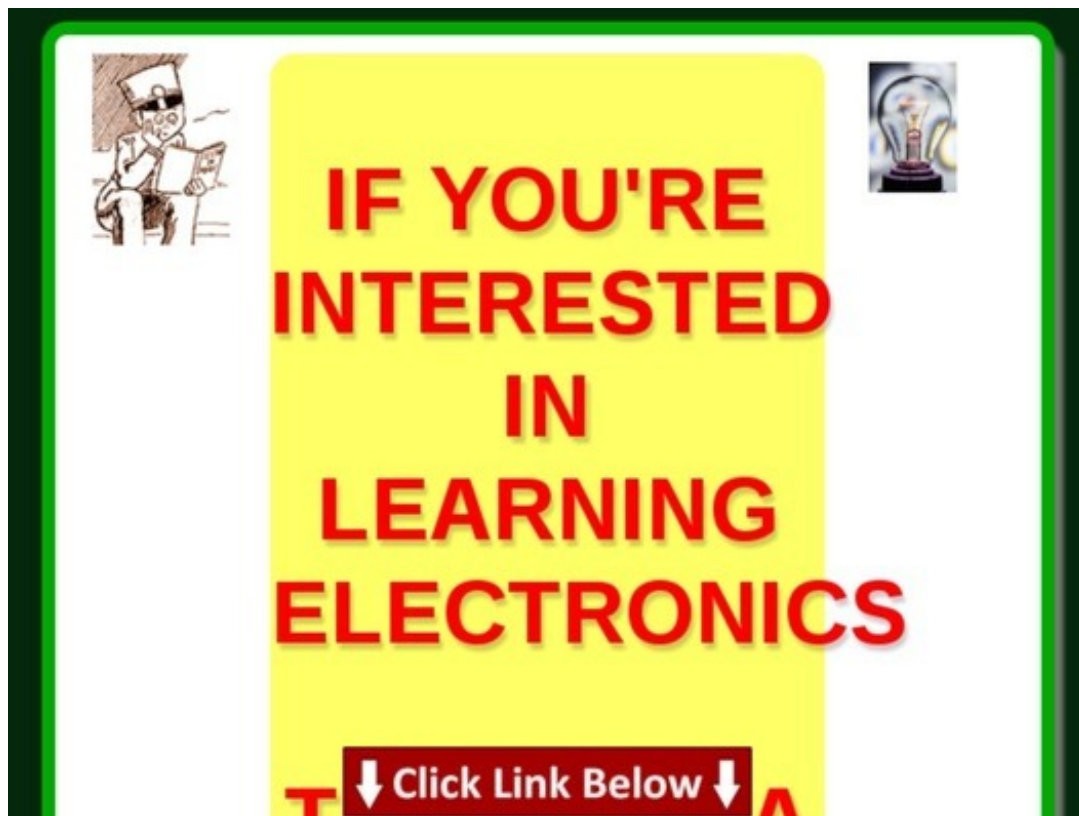 IF YOU'RE
INTERESTED
IN
LEARNING
ELECTRONICS
Click Link Below